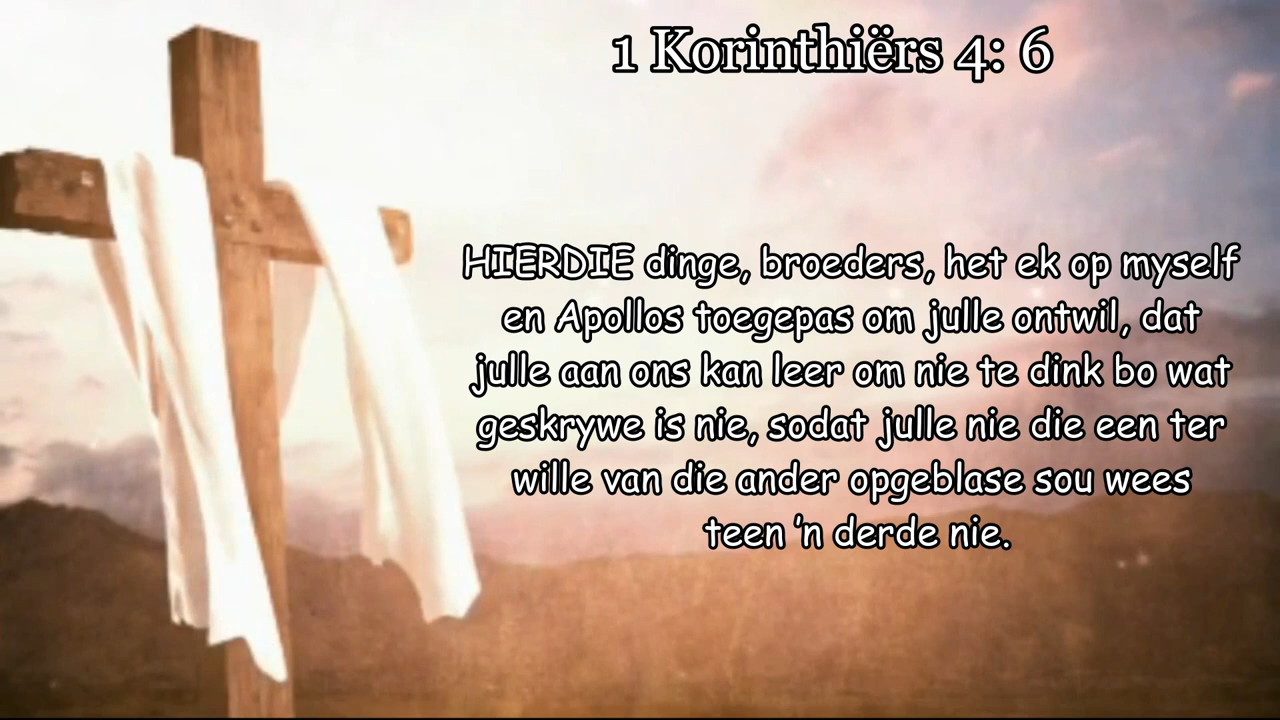 1 Korinthiërs 4: 6
HIERDIE dinge, broeders, het ek op myself
en Apollos toegepas om julle ontwil, dat
julle aan ons kan leer om nie te dink bo wat
geskrywe is nie, sodat julle nie die een ter
wille van die ander opgeblase sou wees
teen 'n derde nie.